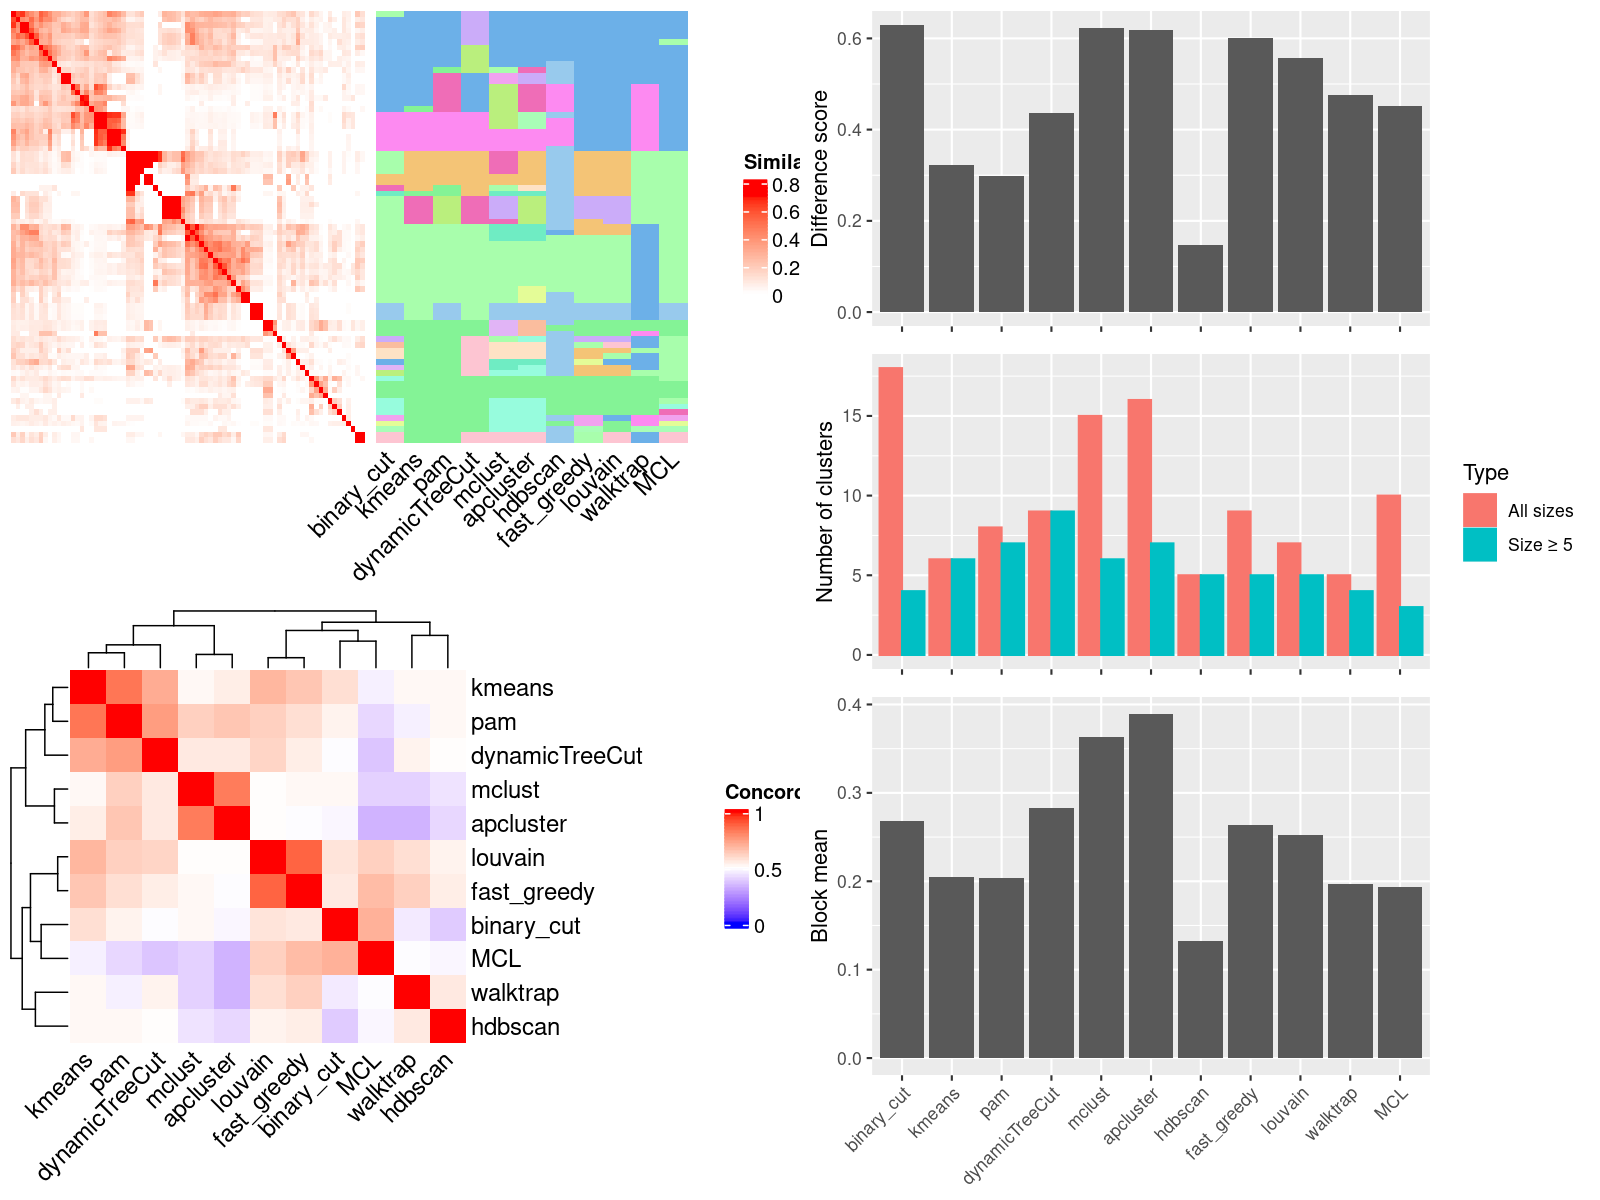 Simila
0.8
0.6
0.4
0.2
0
binary_cut
kmeans
pam
dynamicTreeCut
mclust
apcluster
hdbscan
fast_greedy
louvain
walktrap
MCL
Difference score
0.6
0.4
0.2
0.0
Number of clusters
15
10
5
0
Type
All sizes
Size ≥ 5
kmeans
pam
dynamicTreeCut
mclust
apcluster
louvain
fast_greedy
binary_cut
MCL
walktrap
hdbscan
kmeans
pam
dynamicTreeCut
mclust
apcluster
louvain
fast_greedy
binary_cut
MCL
walktrap
hdbscan
Concord
1
0.5
0
Block mean
0.4
0.3
0.2
0.1
0.0
binary_cut
kmeans
pam
dynamicTreeCut
mclust
apcluster
hdbscan
fast_greedy
louvain
walktrap
MCL